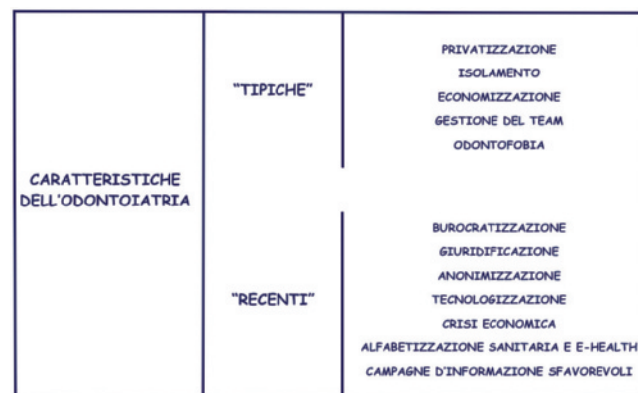 CARATTERISTICHE
DELL'ODONTOIATRIA
"TIPICHE"
PRIVATIZZAZIONE
ISOLAMENTO
ECONOMIZZAZIONE
GESTIONE DEL TEAM
ODONTOFOBIA
"RECENTI"
BUROCRATIZZAZIONE
GIURIDIFICAZIONE
ANONIMIZZAZIONE
TECNOLOGIZZAZIONE
CRISI ECONOMICA
ALFABETIZZAZIONE SANITARIA E E-HEALTH
CAMPAGNE D'INFORMAZIONE SFAVOREVOLI